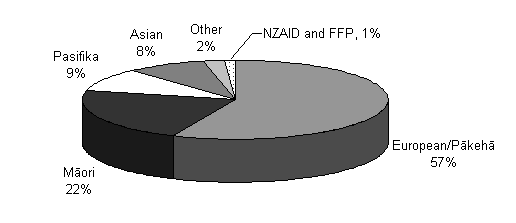 Other
2%
NZAID and FFP, 1%
Asian
8%
Pasifika
9%
European/Pākehā
57%
Māori
22%